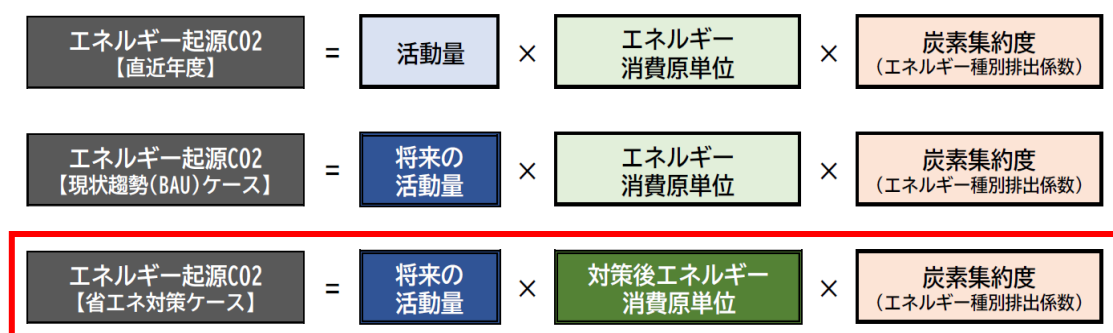 エネルギー起源CO2 = 活動量 × エネルギー × 炭素集約度
【直近年度】 消費原単位 (エネルギー種別排出係数)
エネルギー起源CO2 = 将来の × エネルギー × 炭素集約度
【現状趨勢(BAU)ケース】 活動量 消費原単位 (エネルギー種別排出係数)
エネルギー起源CO2 = 将来の × 対策後エネルギー × 炭素集約度
【省エネ対策ケース】 活動量 消費原単位 (エネルギー種別排出係数)